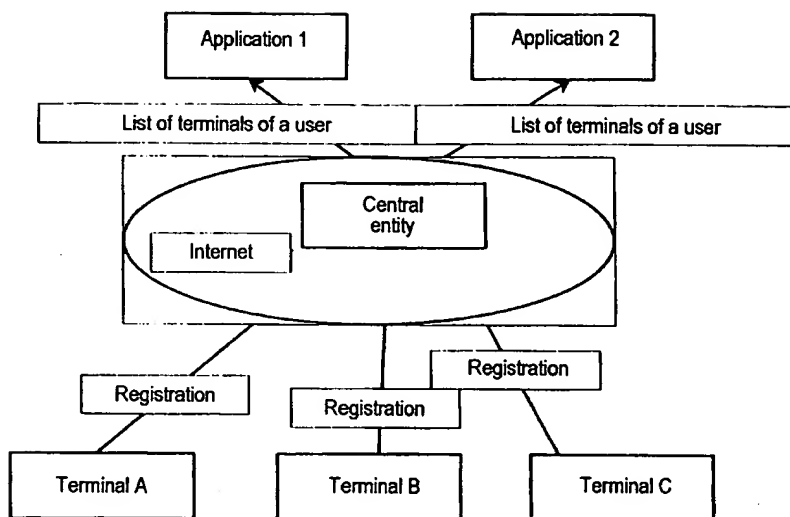 Application 1
Application 2
List of terminals of a user
List of terminals of a user
Central
entity
Internet
Registration
Registration
Registration
Terminal A
Terminal B
Terminal C